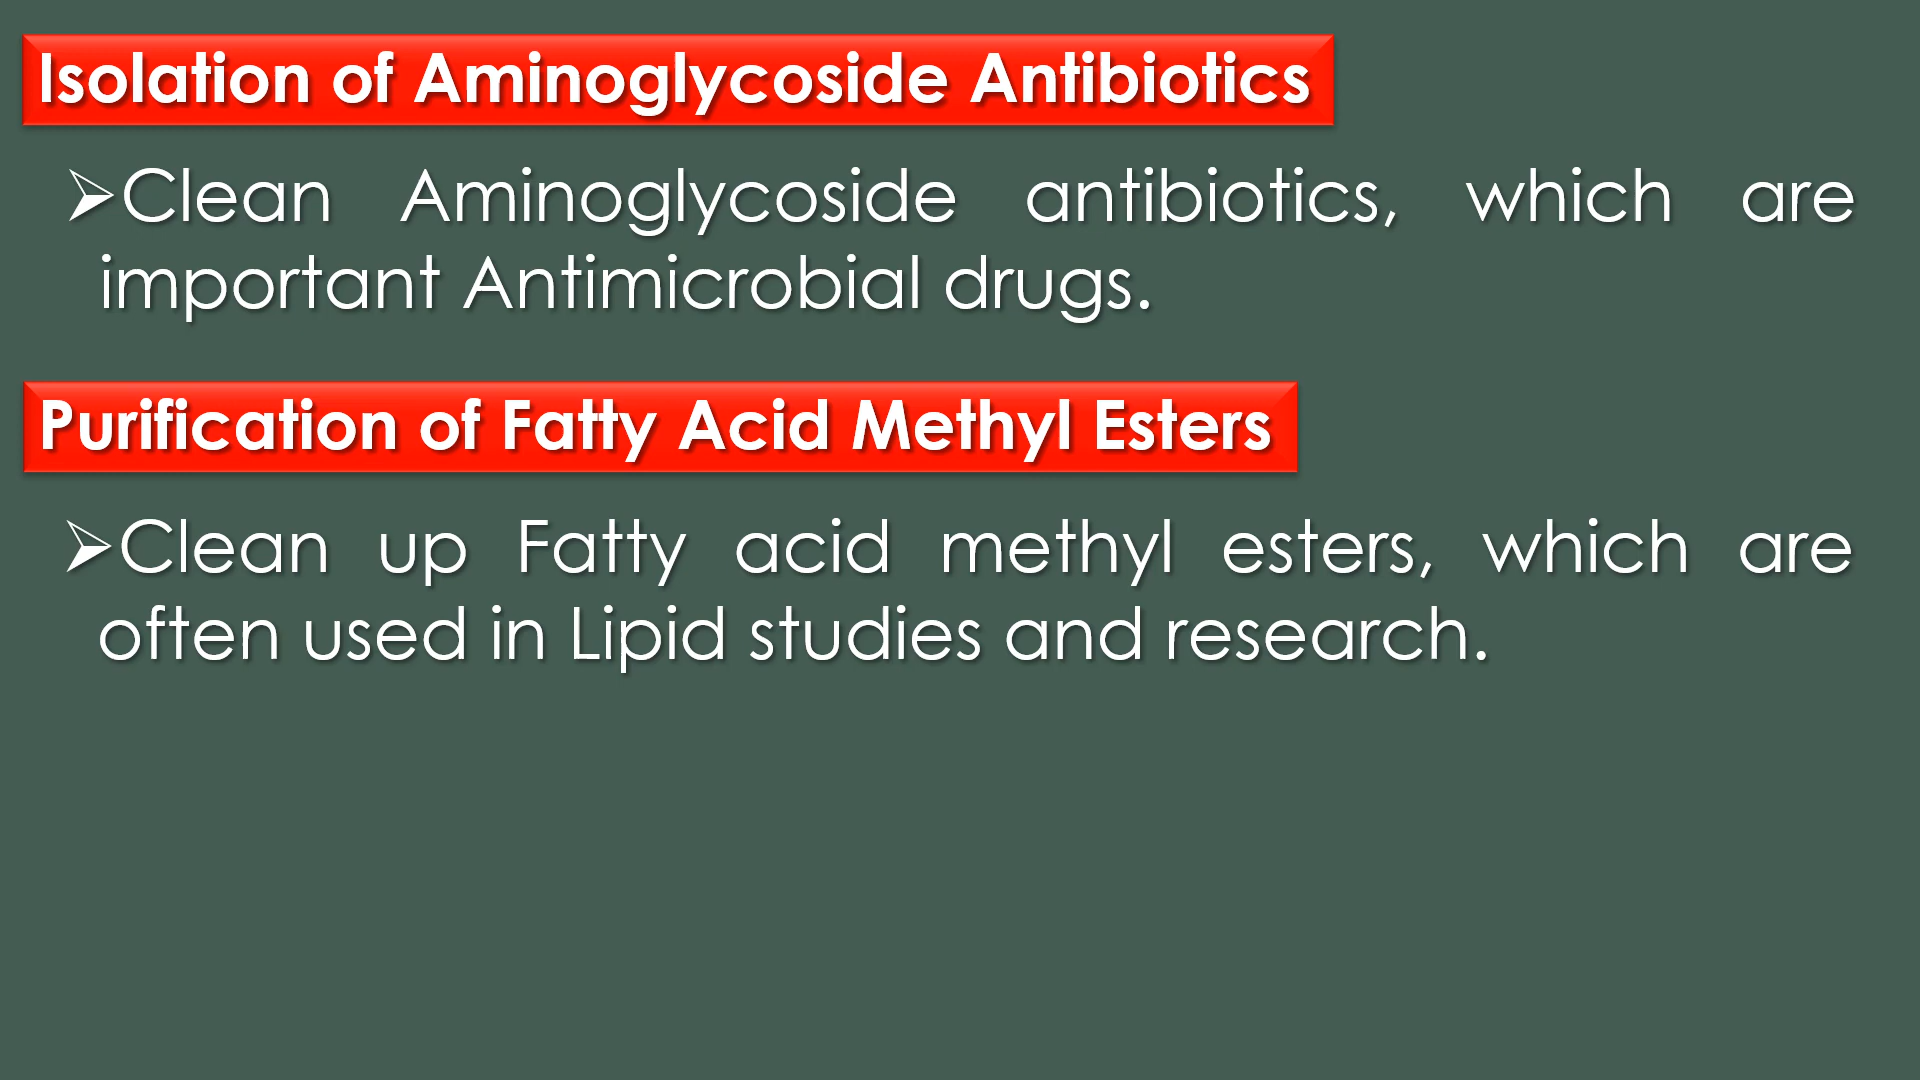 Isolation of Aminoglycoside Antibiotics
➢Clean Aminoglycoside antibiotics, which are
important Antimicrobial drugs.
Purification of Fatty Acid Methyl Esters
➢Clean up Fatty acid methyl esters, which are
often used in Lipid studies and research.